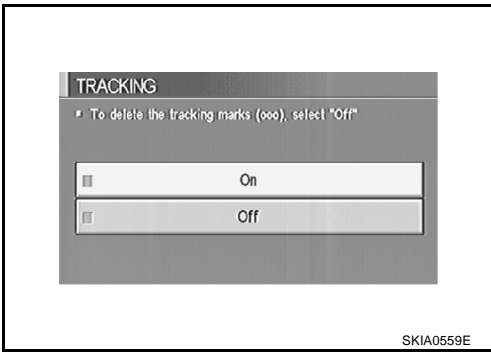 TRACKING
To delete the tracking marks (ooo), select "Off"
On
Off
SKIA0559E